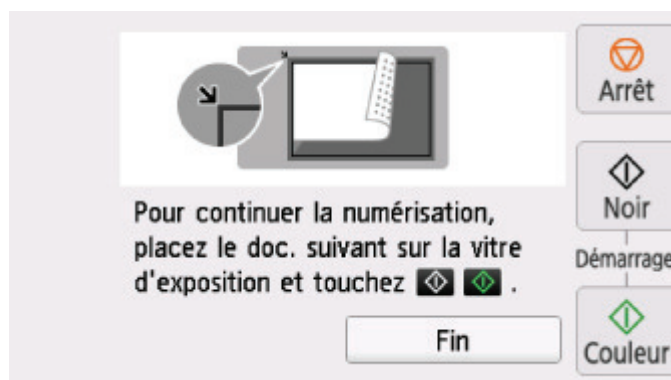 Arrêt
Noir
Pour continuer la numérisation,
placez le doc. suivant sur la vitre
d'exposition et touchez .
Démarrage
Fin
Couleur